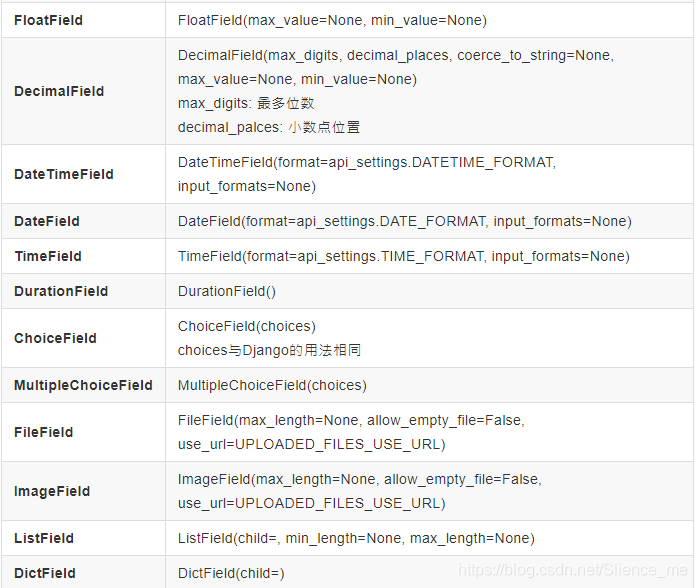 FloatField
FloatField(max_value=None, min_value=None)
DecimalField
DecimalField(max_digits, decimal_places, coerce_to_string=None,
max_value=None, min_value=None)
max_digits: 最多位数
decimal_palces: 小数点位置
DateTimeField
DateTimeField(format=api_settings.DATETIME_FORMAT,
input_formats=None)
DateField
DateField(format=api_settings.DATE_FORMAT, input_formats=None)
TimeField
TimeField(format=api_settings.TIME_FORMAT, input_formats=None)
DurationField
DurationField()
ChoiceField
ChoiceField(choices)
choices与Django的用法相同
MultipleChoiceField
MultipleChoiceField(choices)
FileField
FileField(max_length=None, allow_empty_file=False,
use_url=UPLOADED_FILES_USE_URL)
ImageField
ImageField(max_length=None, allow_empty_file=False,
use_url=UPLOADED_FILES_USE_URL)
ListField
ListField(child=, min_length=None, max_length=None)
DictField
DictField(child=)
https://blog.csdn.net/Silence_me